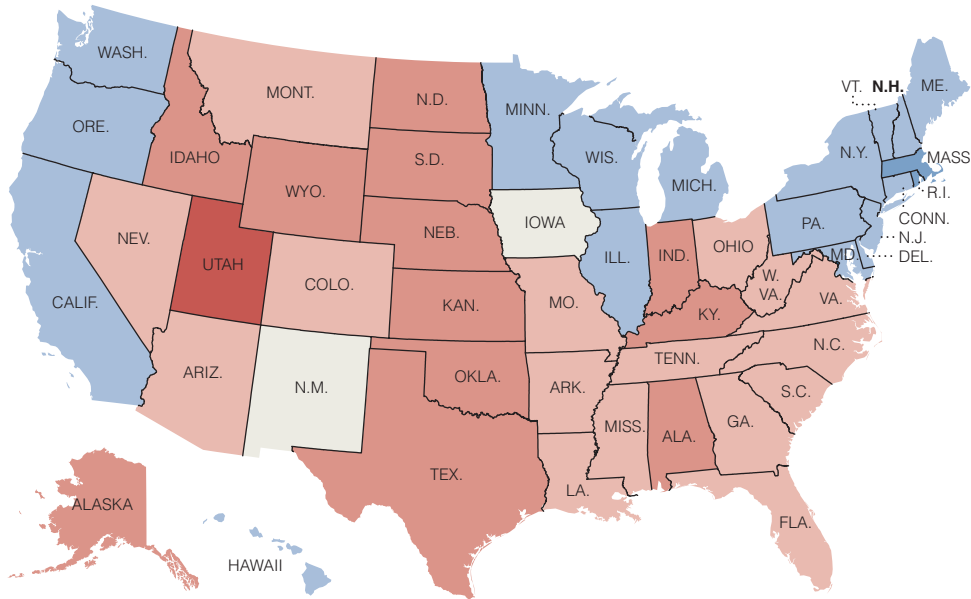 WASH.
VT. N.H.
ME.
MONT.
N.D.
MINN.
ORE.
N.Y.
IDAHO
S.D.
WIS.
MASS
MICH.
WYO.
R.I.
CONN.
IOWA
PA.
NEB.
NEV.
N.J.
OHIO
ILL.
IND.
MD.
DEL.
UTAH
COLO.
W.
VA.
CALIF.
KAN.
MO.
VA.
KY.
N.C.
TENN.
ARIZ.
OKLA.
N.M.
ARK.
S.C.
MISS.
GA.
ALA.
TEX.
LA.
ALASKA
FLA.
HAWAII